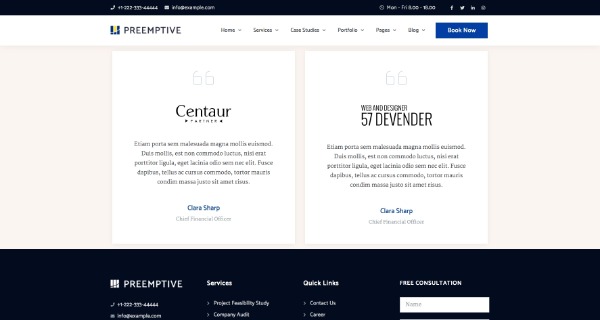 +1-222-333-44444 info@example.com Mon - Fri 8.00 - 18.00
PREEMPTIVE Home Services Case Studies Portfolio Pages Blog Book Now
Centaur
PARTNER
Etiam porta sem malesuada magna mollis euismod.
Duis mollis, est non commodo luctus, nisi erat
porttitor ligula, eget lacinia odio sem nec elit. Fusce
dapibus, tellus ac cursus commodo, tortor mauris
condim massa justo sit amet risus.
Clara Sharp
Chief Financial Officer
WEB AND DESIGNER
57 DEVENDER
Etiam porta sem malesuada magna mollis euismod.
Duis mollis, est non commodo luctus, nisi erat
porttitor ligula, eget lacinia odio sem nec elit. Fusce
dapibus, tellus ac cursus commodo, tortor mauris
condim massa justo sit amet risus.
Clara Sharp
Chief Financial Officer
PREEMPTIVE
+1-222-333-44444
info@example.com
Services
Project Feasibility Study
Company Audit
Quick Links
Contact Us
Career
FREE CONSULTATION
Name